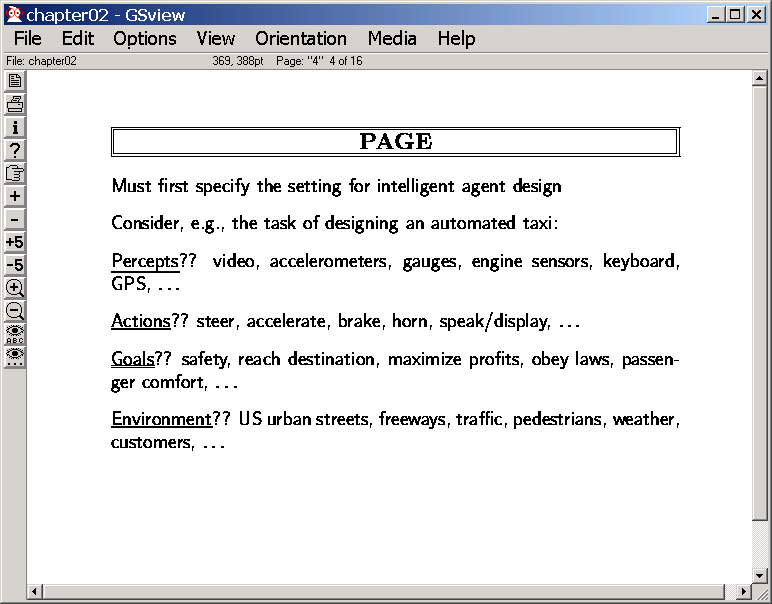 chapter02 - GSview
File Edit Options View Orientation Media Help
File: chapter02 369, 388pt Page: "4" 4 of 16
PAGE
Must first specify the setting for intelligent agent design
Consider, e.g., the task of designing an automated taxi:
Percepts?? video, accelerometers, gauges, engine sensors, keyboard,
GPS, ...
Actions?? steer, accelerate, brake, horn, speak/display, ...
Goals?? safety, reach destination, maximize profits, obey laws, passen-
ger comfort, ...
Environment?? US urban streets, freeways, traffic, pedestrians, weather,
customers, ...
i
?
+
-
+5
-5
ABC